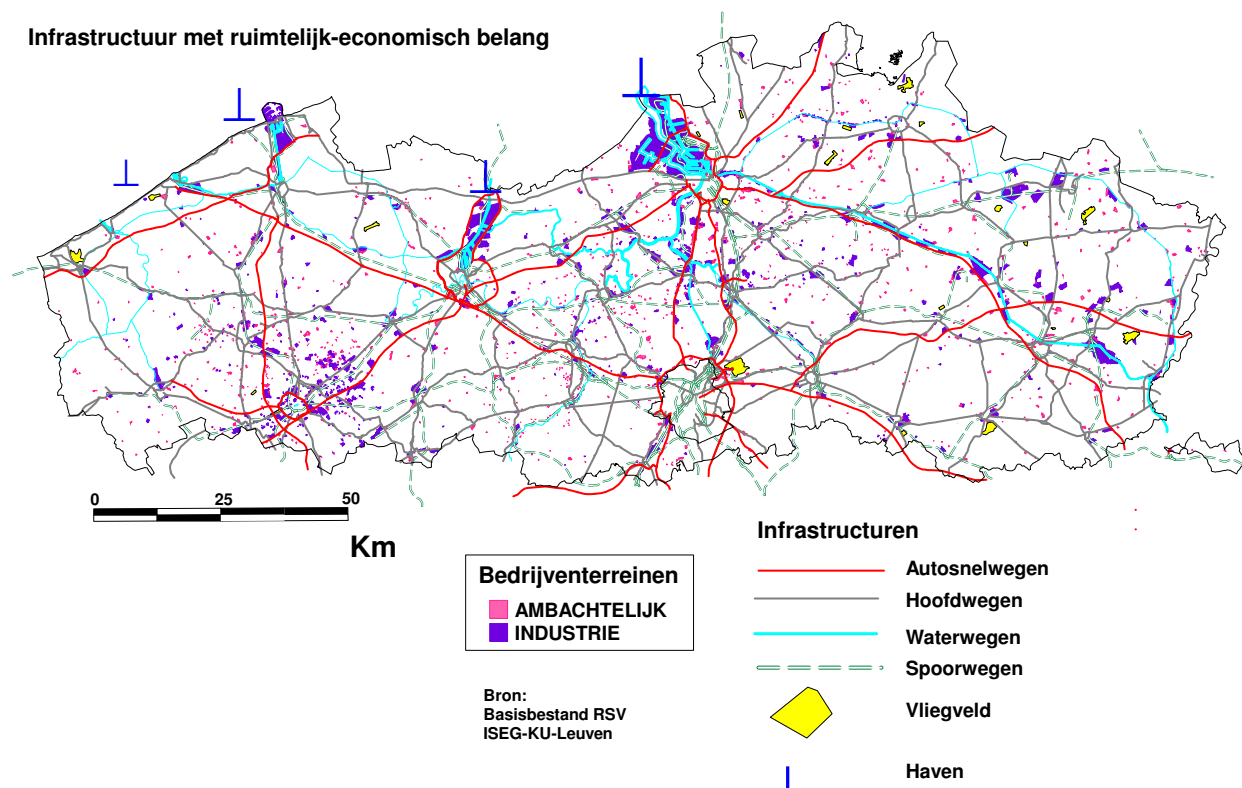 Infrastructuur met ruimtelijk-economisch belang
0 25 50
Km
Bedrijventerreinen
AMBACHTELIJK
INDUSTRIE
Bron:
Basisbestand RSV
ISEG-KU-Leuven
Infrastructuren
Autosnelwegen
Hoofdwegen
Waterwegen
Spoorwegen
Vliegveld
Haven